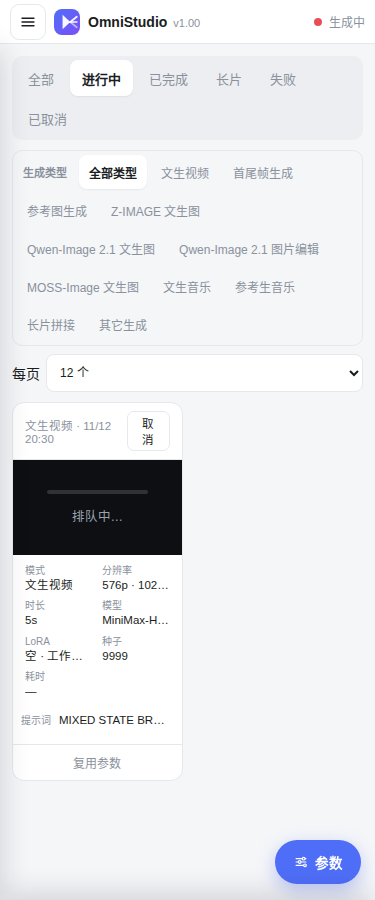 OmniStudio v1.00 生成中
全部 进行中 已完成 长片 失败
已取消
生成类型 全部类型 文生视频 首尾帧生成
参考图生成 Z-IMAGE 文生图
Qwen-Image 2.1 文生图 Qwen-Image 2.1 图片编辑
MOSS-Image 文生图 文生音乐 参考生音乐
长片拼接 其它生成
每页 12 个
文生视频 · 11/12
20:30
取
消
排队中...
模式 分辨率
文生视频 576p · 102...
时长 模型
5s MiniMax-H...
LoRA 种子
空 · 工作... 9999
耗时
—
提示词 MIXED STATE BR...
复用参数
参数